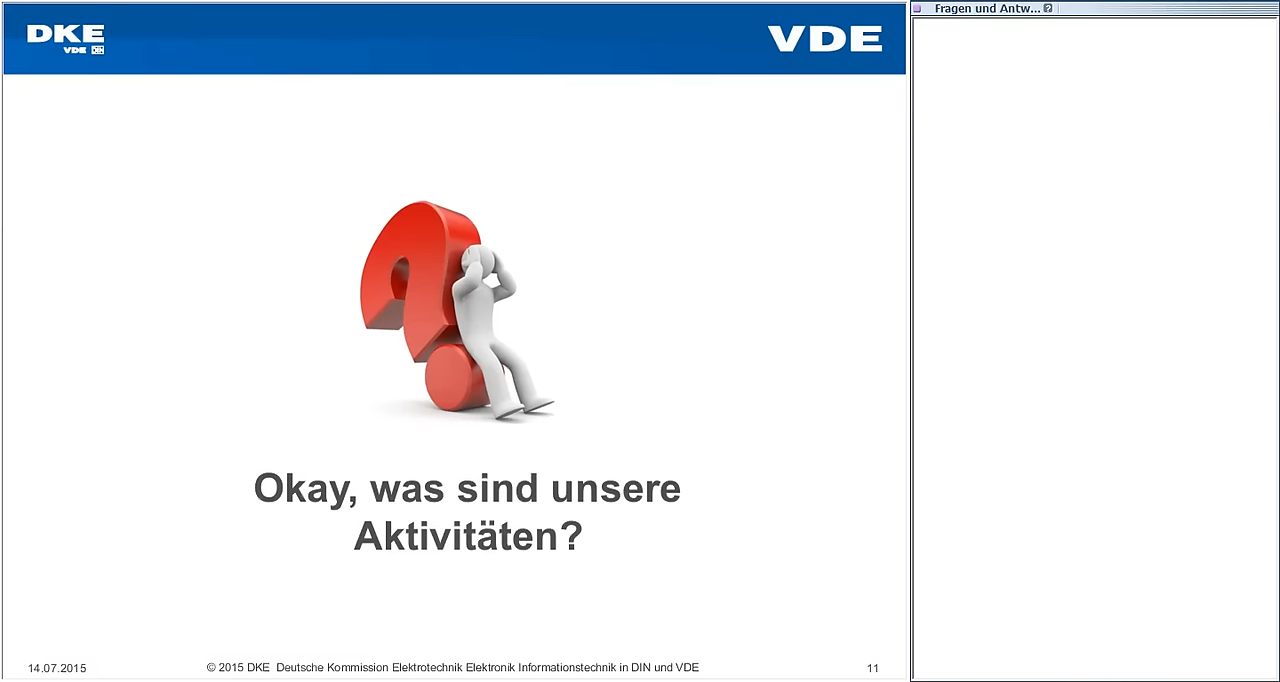 DKE
VDE DIN
VDE
Fragen und Antw...
Okay, was sind unsere
Aktivitäten?
14.07.2015
© 2015 DKE Deutsche Kommission Elektrotechnik Elektronik Informationstechnik in DIN und VDE
11